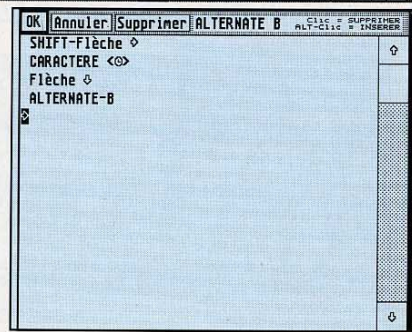 OK Annuler Supprimer ALTERNATE B Clic = SUPPRIMER
ALT-Clic = INSERER
SHIFT-Flèche ⇨
CARACTERE <⊙>
Flèche ⇩
ALTERNATE-B